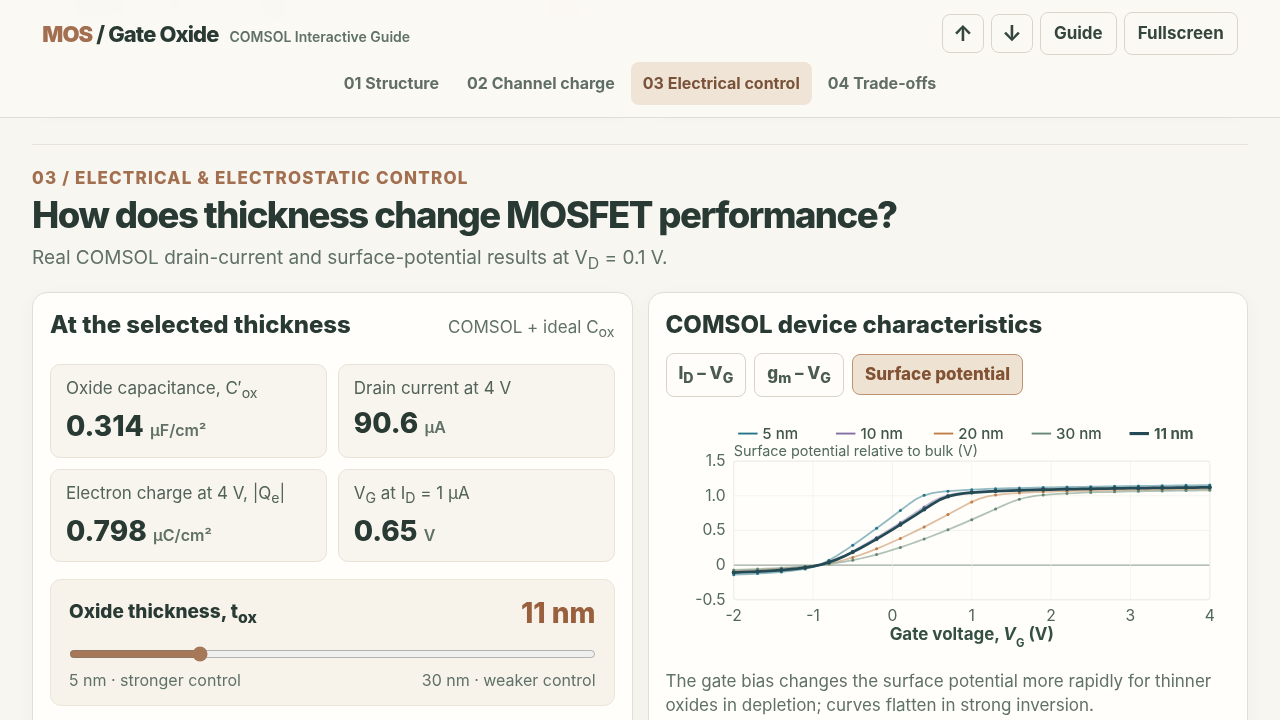 MOS / Gate Oxide COMSOL Interactive Guide
↑ ↓ Guide Fullscreen
01 Structure 02 Channel charge 03 Electrical control 04 Trade-offs
03 / ELECTRICAL & ELECTROSTATIC CONTROL
How does thickness change MOSFET performance?
Real COMSOL drain-current and surface-potential results at VD = 0.1 V.
At the selected thickness COMSOL + ideal Cox
Oxide capacitance, C′ox
0.314 µF/cm²
Drain current at 4 V
90.6 µA
Electron charge at 4 V, |Qe|
0.798 µC/cm²
VG at ID = 1 µA
0.65 V
Oxide thickness, tox 11 nm
5 nm · stronger control 30 nm · weaker control
COMSOL device characteristics
ID – VG gm – VG Surface potential
5 nm 10 nm 20 nm 30 nm 11 nm
Surface potential relative to bulk (V)
1.5
1.0
0.5
0
-0.5
-2 -1 0 1 2 3 4
Gate voltage, VG (V)
The gate bias changes the surface potential more rapidly for thinner
oxides in depletion; curves flatten in strong inversion.